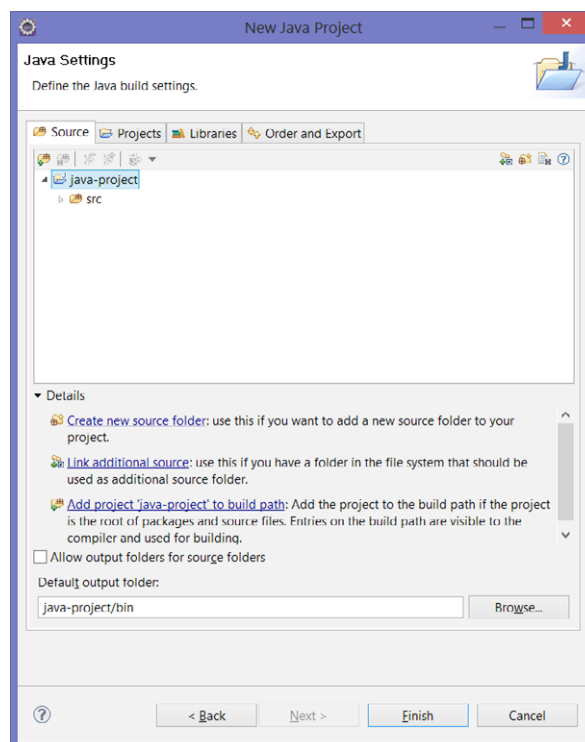 New Java Project
Java Settings
Define the Java build settings.
Source Projects Libraries Order and Export
java-project
src
Details
Create new source folder: use this if you want to add a new source folder to your
project.
Link additional source: use this if you have a folder in the file system that should be
used as additional source folder.
Add project 'java-project' to build path: Add the project to the build path if the project
is the root of packages and source files. Entries on the build path are visible to the
compiler and used for building.
Allow output folders for source folders
Default output folder:
java-project/bin
Browse...
< Back Next > Finish Cancel